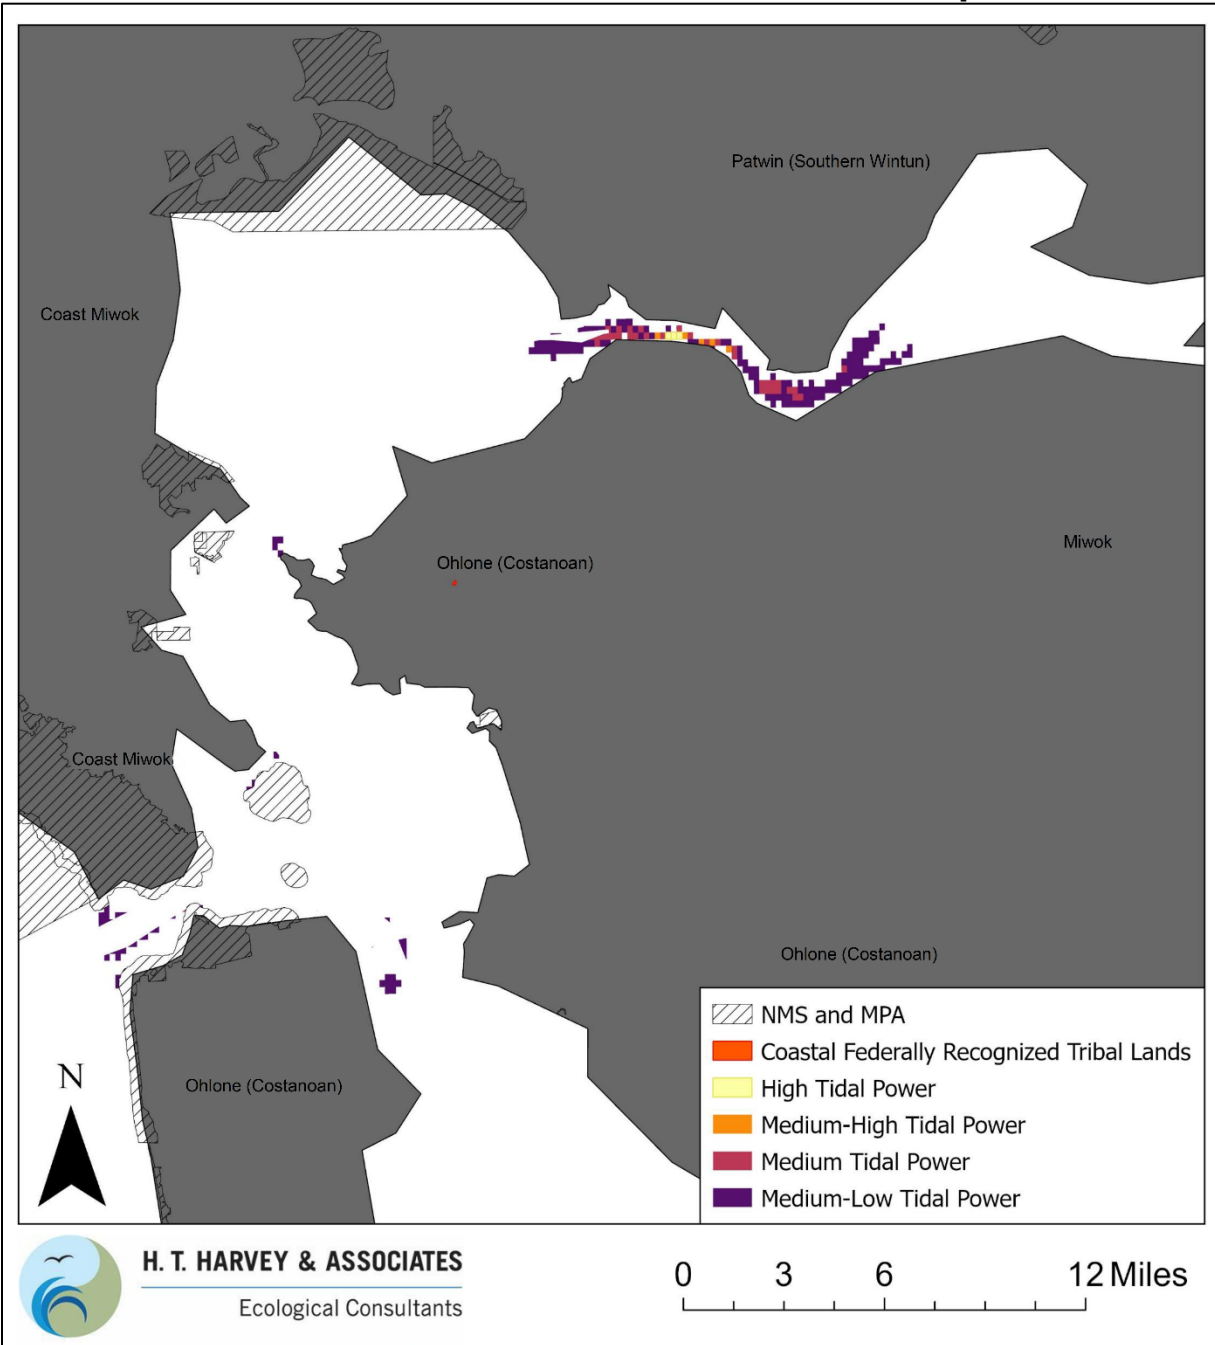 Patwin (Southern Wintun)
Coast Miwok
Miwok
Ohlone (Costanoan)
Coast Miwok
Ohlone (Costanoan)
Ohlone (Costanoan)
N
NMS and MPA
Coastal Federally Recognized Tribal Lands
High Tidal Power
Medium-High Tidal Power
Medium Tidal Power
Medium-Low Tidal Power
H. T. HARVEY & ASSOCIATES
Ecological Consultants
0 3 6 12 Miles